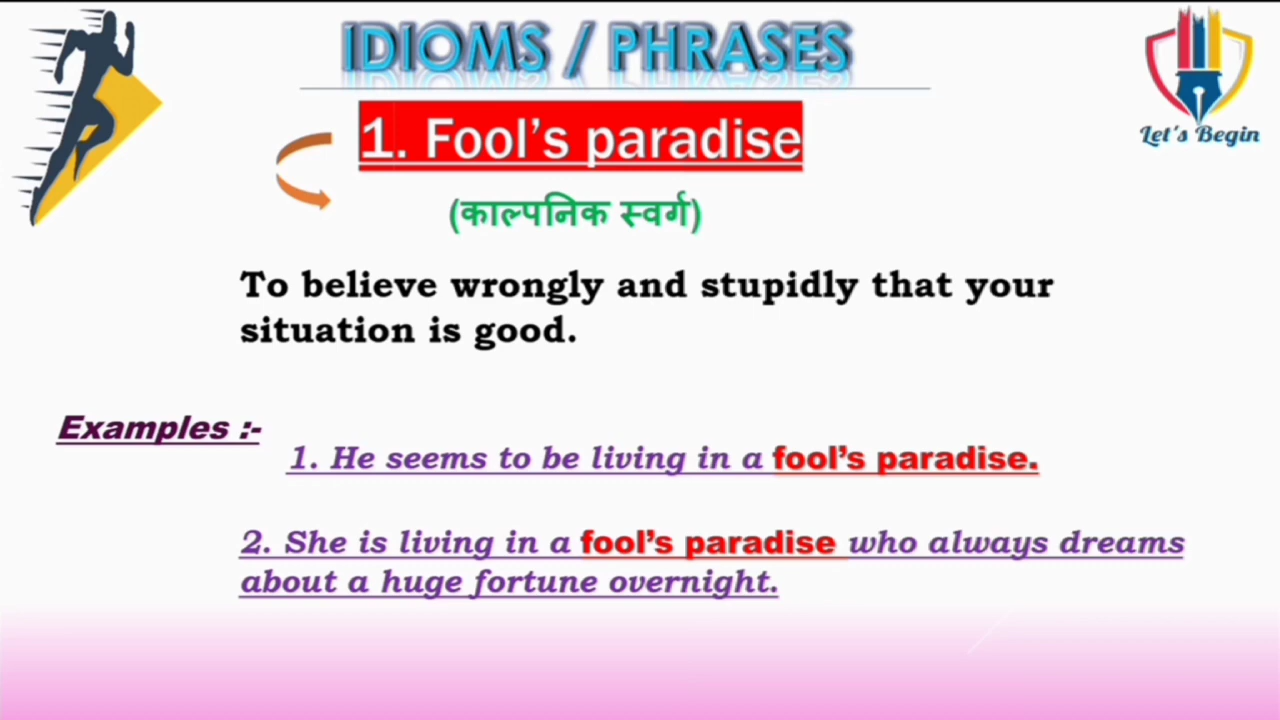 IDIOMS / PHRASES
Let's Begin
1. Fool's paradise
(काल्पनिक स्वर्ग)
To believe wrongly and stupidly that your
situation is good.
Examples :-
1. He seems to be living in a fool's paradise.
2. She is living in a fool's paradise who always dreams
about a huge fortune overnight.